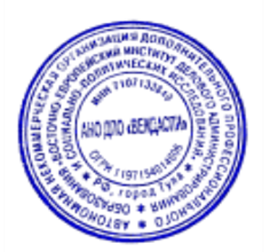 АВТОНОМНАЯ НЕКОММЕРЧЕСКАЯ ОРГАНИЗАЦИЯ ДОПОЛНИТЕЛЬНОГО ПРОФЕССИОНАЛЬНОГО
ОБРАЗОВАНИЯ «ВОСТОЧНО-ЕВРОПЕЙСКИЙ ИНСТИТУТ ДЕЛОВОГО АДМИНИСТРИРОВАНИЯ
И СОЦИАЛЬНО-ПОЛИТИЧЕСКИХ ИССЛЕДОВАНИЙ»
ИНН
АНО ДПО
ОГРН
РФ, город Тула